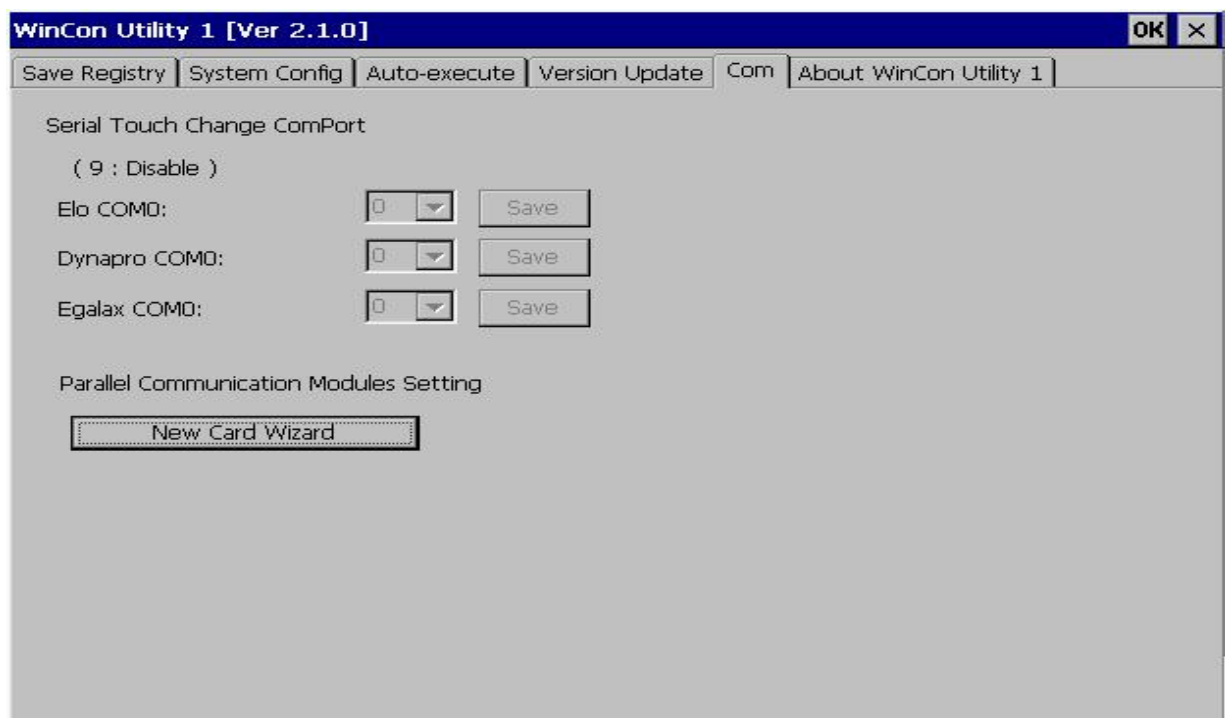 WinCon Utility 1 [Ver 2.1.0] OK ×
Save Registry System Config Auto-execute Version Update Com About WinCon Utility 1
Serial Touch Change ComPort
( 9 : Disable )
Elo COM0: 0 Save
Dynapro COM0: 0 Save
Egalax COM0: 0 Save
Parallel Communication Modules Setting
New Card Wizard